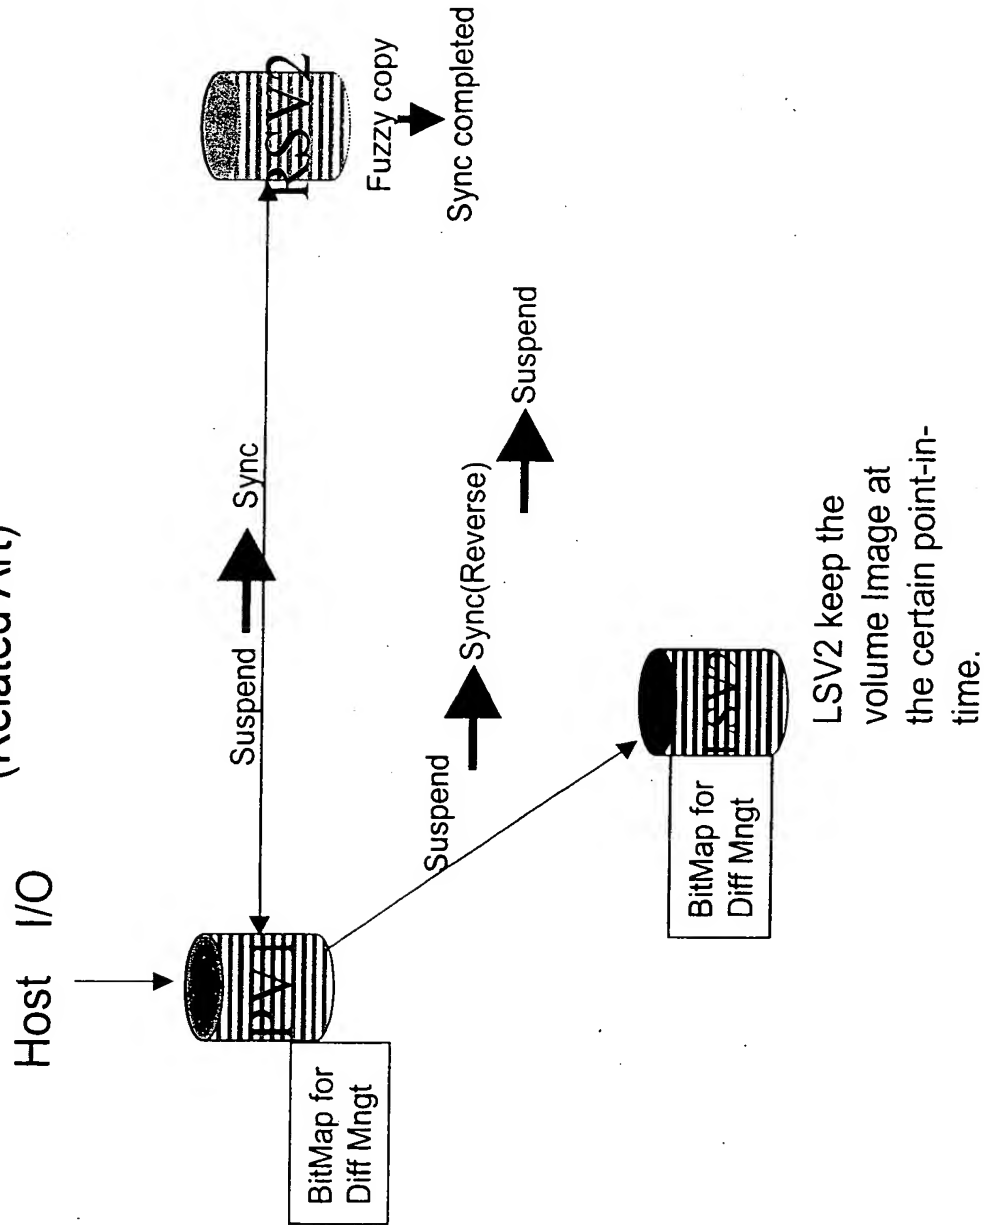 (Related Art)
Host I/O
PV1
RSV2
Suspend
Sync
Fuzzy copy
Sync completed
Suspend
Sync(Reverse)
Suspend
BitMap for
Diff Mngt
BitMap for
Diff Mngt
LSV2 keep the
volume Image at
the certain point-in-
time.